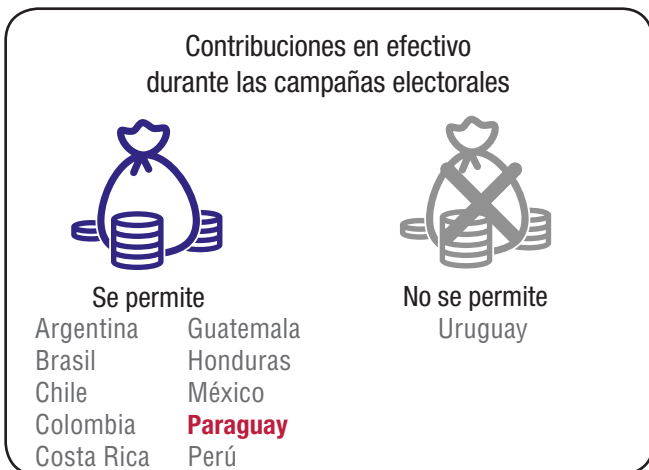 Contribuciones en efectivo
durante las campañas electorales
Se permite
Argentina
Brasil
Chile
Colombia
Costa Rica
Guatemala
Honduras
México
Paraguay
Perú
No se permite
Uruguay